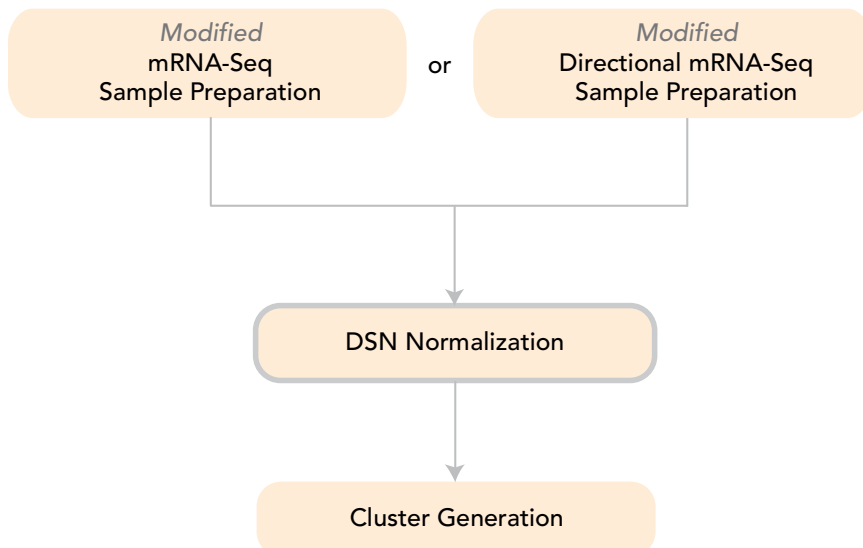 Modified
mRNA-Seq
Sample Preparation
or
Modified
Directional mRNA-Seq
Sample Preparation
DSN Normalization
Cluster Generation